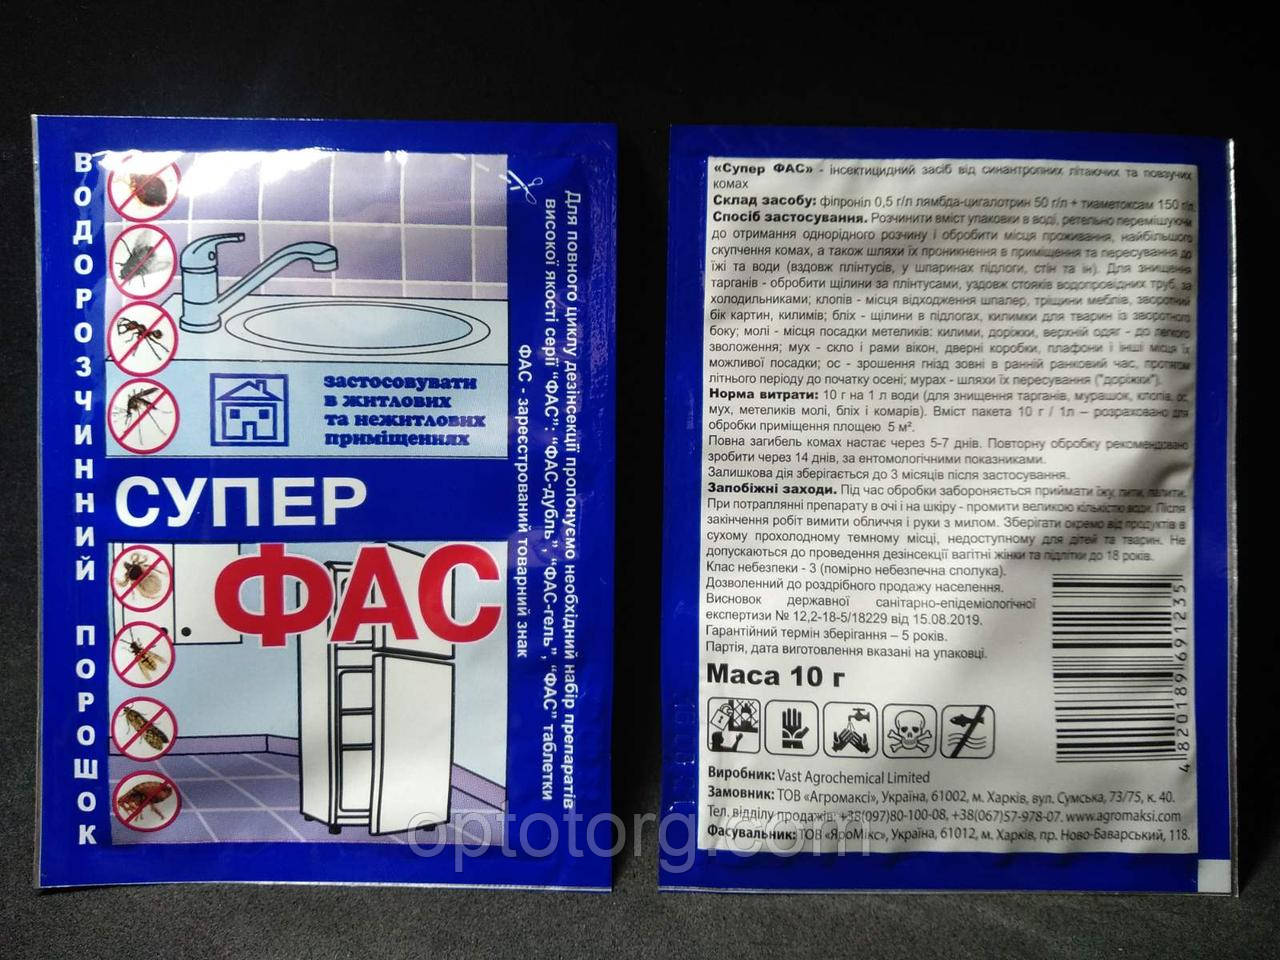 ВОДОРОЗЧИННИЙ ПОРОШОК
застосовувати
в житлових
та нежитлових
приміщеннях
СУПЕР
ФАС
Для повного циклу дезінсекції пропонуємо необхідний набір препаратів
високої якості серії “ФАС”: “ФАС-дубль”, “ФАС-гель”, “ФАС” таблетки
ФАС - зареєстрований товарний знак
«Супер ФАС» - інсектицидний засіб від синантропних літаючих та повзучих
комах
Склад засобу: фіпроніл 0,5 г/л лямбда-цигалотрин 50 г/л + тиаметоксам 150 г/л
Спосіб застосування. Розчинити вміст упаковки в воді, ретельно перемішуючи
до отримання однорідного розчину і обробити місця проживання, найбільшого
скупчення комах, а також шляхи їх проникнення в приміщення та пересування до
їжі та води (вздовж плінтусів, у шпаринах підлоги, стін та ін). Для знищення
тарганів - обробити щілини за плінтусами, уздовж стояків водопровідних труб, за
холодильниками; клопів - місця відходження шпалер, тріщини меблів, зворотний
бік картин, килимів; бліх - щілини в підлогах, килимки для тварин із зворотного
боку; молі - місця посадки метеликів: килими, доріжки, верхній одяг - до легкого
зволоження; мух - скло і рами вікон, дверні коробки, плафони і інші місця їх
можливої посадки; ос - зрошення гнізд зовні в ранній ранковий час, протягом
літнього періоду до початку осені; мурах - шляхи їх пересування ("доріжки").
Норма витрати: 10 г на 1 л води (для знищення тарганів, мурашок, клопів, ос,
мух, метеликів молі, бліх і комарів). Вміст пакета 10 г / 1л – розраховано для
обробки приміщення площею 5 м².
Повна загибель комах настає через 5-7 днів. Повторну обробку рекомендовано
зробити через 14 днів, за ентомологічними показниками.
Залишкова дія зберігається до 3 місяців після застосування.
Запобіжні заходи. Під час обробки забороняється приймати їжу, пити, палити.
При потраплянні препарату в очі і на шкіру - промити великою кількістю води. Після
закінчення робіт вимити обличчя і руки з милом. Зберігати окремо від продуктів в
сухому прохолодному темному місці, недоступному для дітей та тварин. Не
допускаються до проведення дезінсекції вагітні жінки та підлітки до 18 років.
Клас небезпеки - 3 (помірно небезпечна сполука).
Дозволенний до роздрібного продажу населення.
Висновок державної санітарно-епідеміологічної
експертизи № 12,2-18-5/18229 від 15.08.2019.
Гарантійний термін зберігання – 5 років.
Партія, дата виготовлення вказані на упаковці.
Маса 10 г
4 820189 691235
Виробник: Vast Agrochemical Limited
Замовник: ТОВ «Агромаксі», Україна, 61002, м. Харків, вул. Сумська, 73/75, к. 40.
Тел. відділу продажів: +38(097)80-100-08, +38(067)57-978-07. www.agromaksi.com
Фасувальник: ТОВ «ЯроМікс», Україна, 61012, м. Харків, пр. Ново-Баварський, 118.
optotorg.com